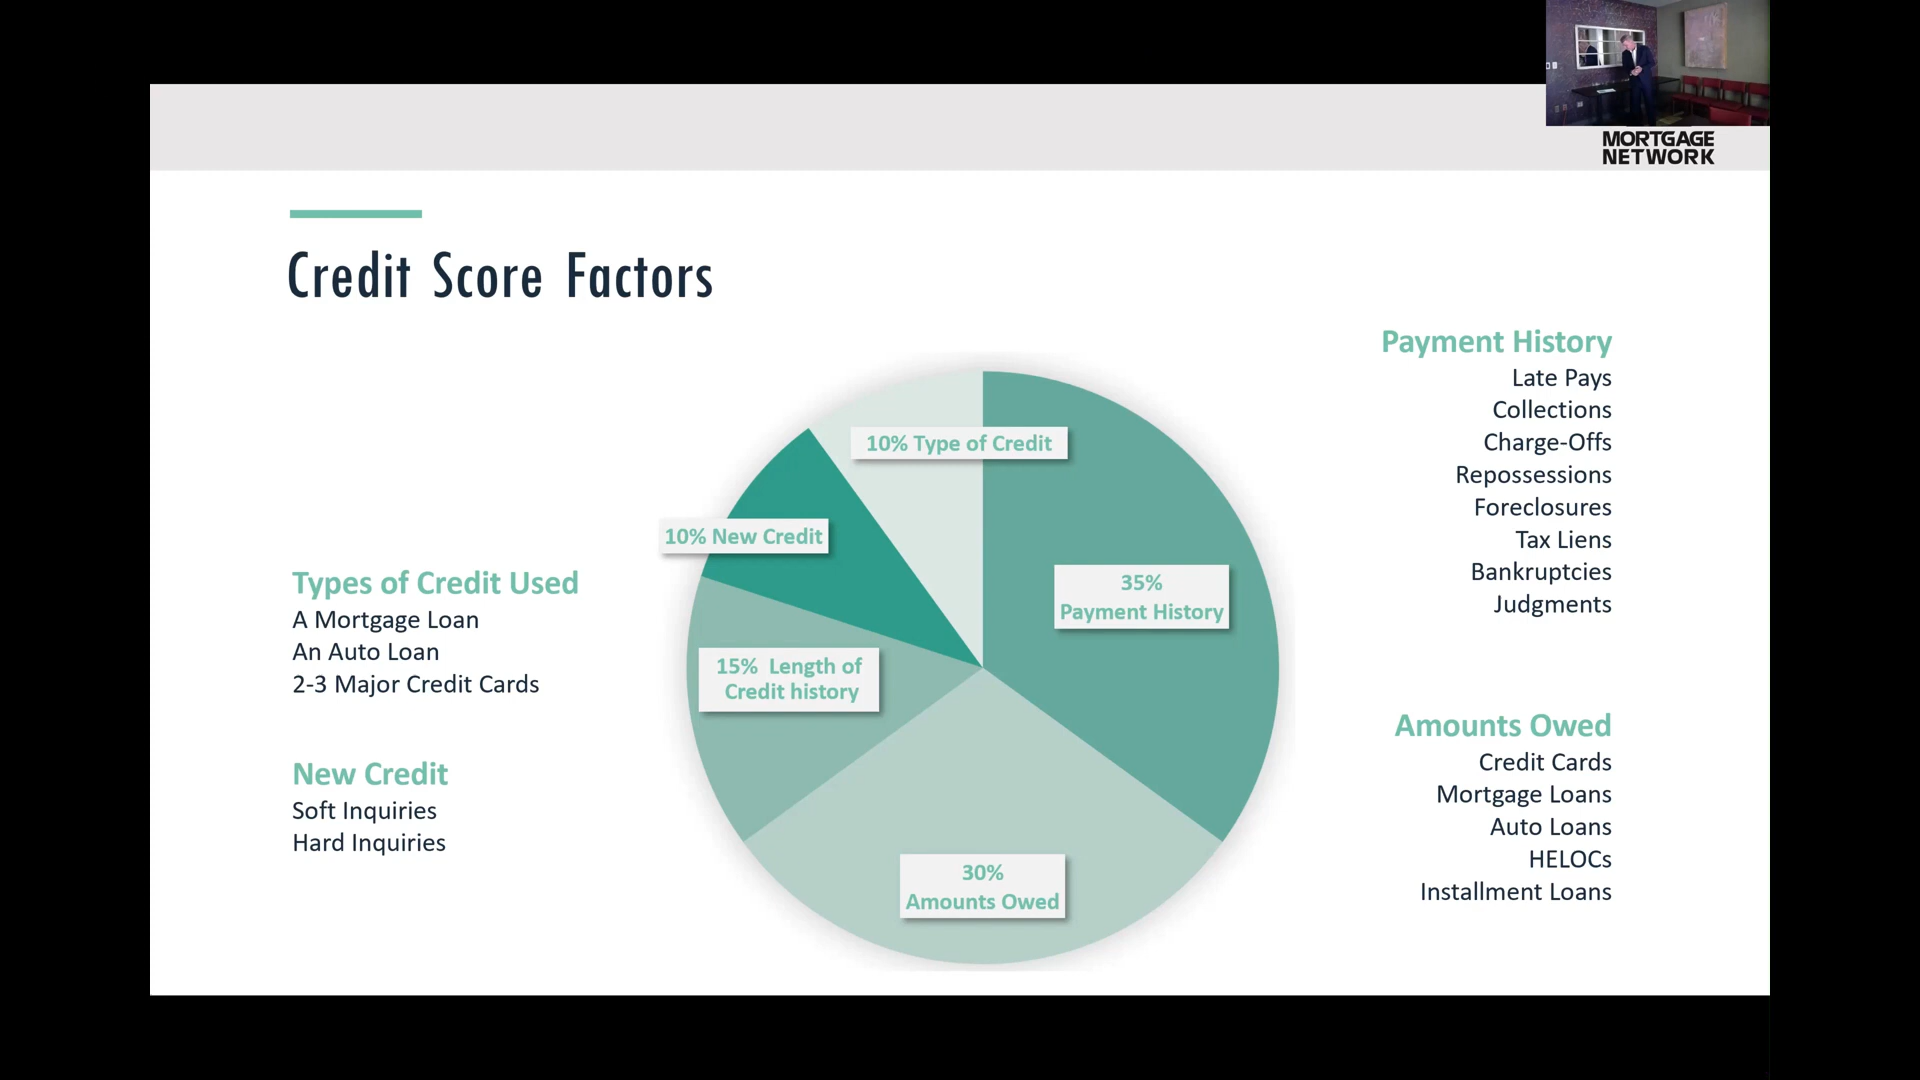 MORTGAGE
NETWORK
Credit Score Factors
Payment History
Late Pays
Collections
Charge-Offs
Repossessions
Foreclosures
Tax Liens
Bankruptcies
Judgments
10% Type of Credit
10% New Credit
35%
Payment History
15% Length of
Credit history
30%
Amounts Owed
Types of Credit Used
A Mortgage Loan
An Auto Loan
2-3 Major Credit Cards
New Credit
Soft Inquiries
Hard Inquiries
Amounts Owed
Credit Cards
Mortgage Loans
Auto Loans
HELOCs
Installment Loans